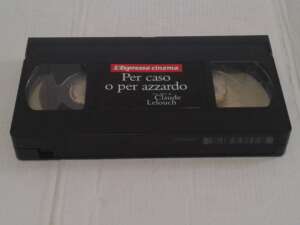 L'Espresso cinema
Per caso
o per azzardo
Claude
Lelouch